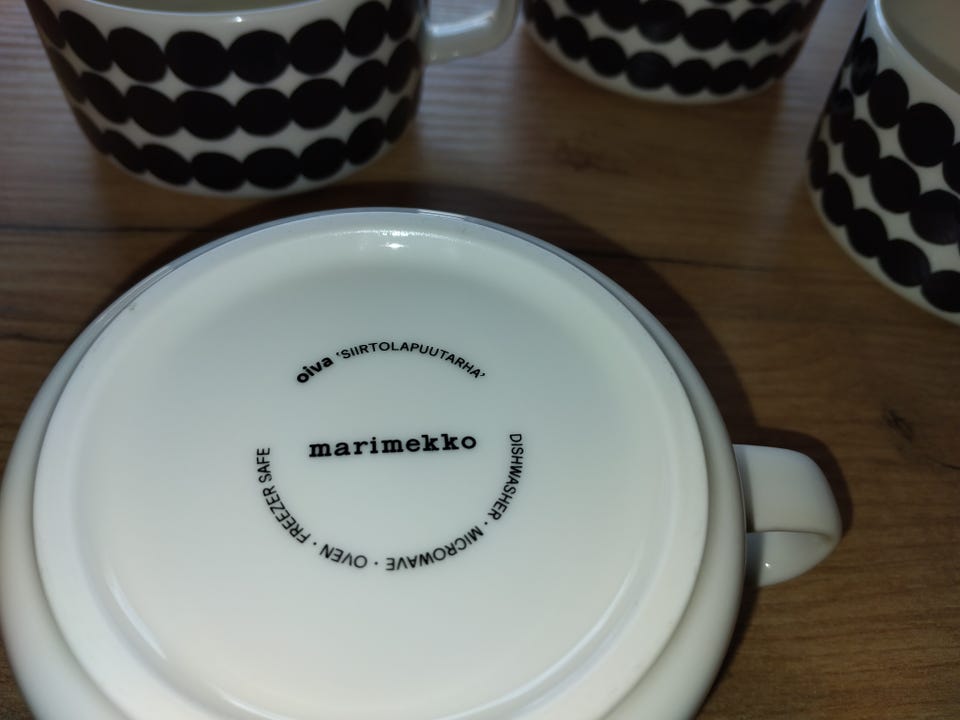 oiva 'SIIRTOLAPUUTARHA'
marimekko
DISHWASHER · MICROWAVE · OVEN · FREEZER SAFE